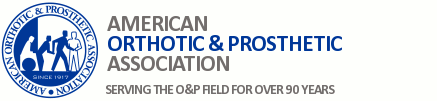 AMERICAN ORTHOTIC & PROSTHETIC ASSOCIATION
SINCE 1917
AMERICAN
ORTHOTIC & PROSTHETIC
ASSOCIATION
SERVING THE O&P FIELD FOR OVER 90 YEARS